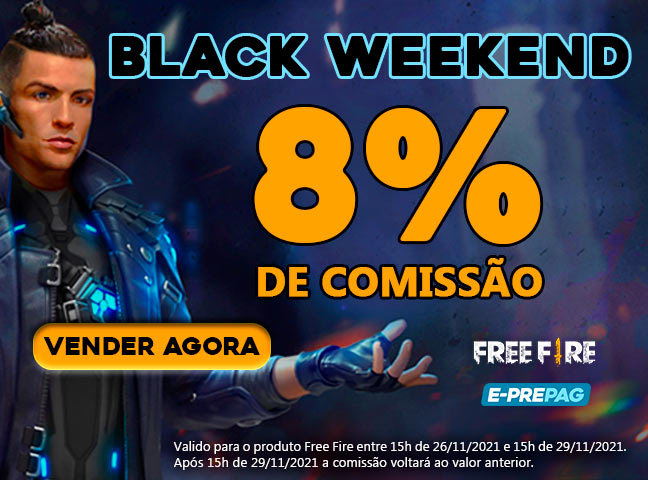 BLACK WEEKEND
8%
DE COMISSÃO
VENDER AGORA
FREE FIRE
E-PREPAG
Valido para o produto Free Fire entre 15h de 26/11/2021 e 15h de 29/11/2021.
Após 15h de 29/11/2021 a comissão voltará ao valor anterior.